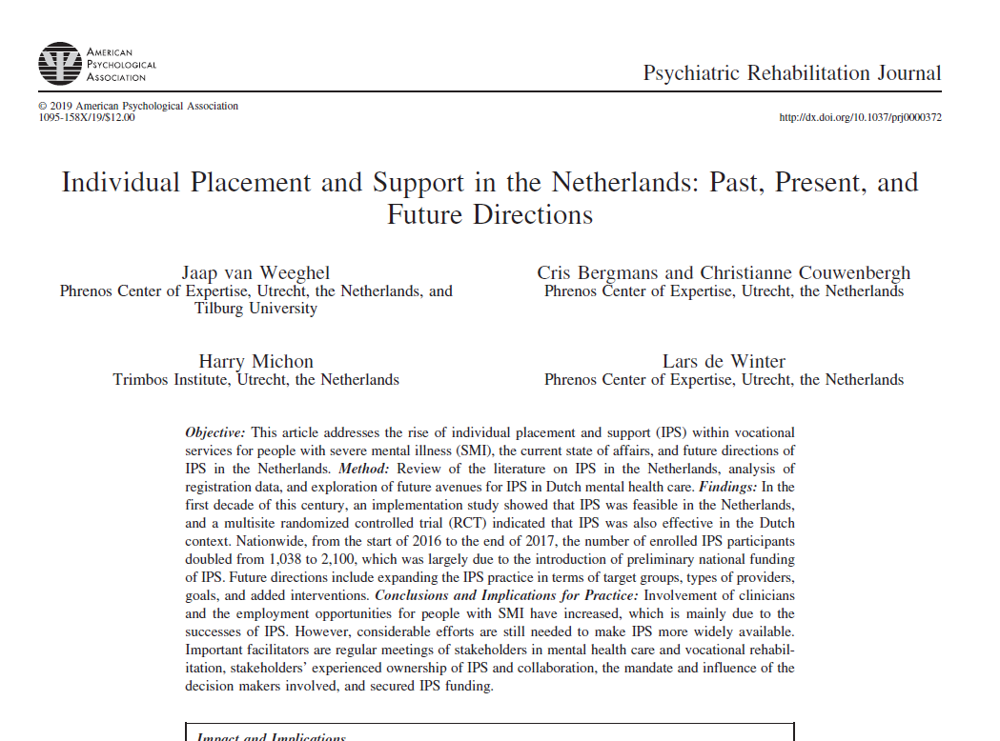 AMERICAN
PSYCHOLOGICAL
ASSOCIATION
Psychiatric Rehabilitation Journal
© 2019 American Psychological Association
1095-158X/19/$12.00
http://dx.doi.org/10.1037/prj0000372
Individual Placement and Support in the Netherlands: Past, Present, and
Future Directions
Jaap van Weeghel
Phrenos Center of Expertise, Utrecht, the Netherlands, and
Tilburg University
Cris Bergmans and Christianne Couwenbergh
Phrenos Center of Expertise, Utrecht, the Netherlands
Harry Michon
Trimbos Institute, Utrecht, the Netherlands
Lars de Winter
Phrenos Center of Expertise, Utrecht, the Netherlands
Objective: This article addresses the rise of individual placement and support (IPS) within vocational
services for people with severe mental illness (SMI), the current state of affairs, and future directions of
IPS in the Netherlands. Method: Review of the literature on IPS in the Netherlands, analysis of
registration data, and exploration of future avenues for IPS in Dutch mental health care. Findings: In the
first decade of this century, an implementation study showed that IPS was feasible in the Netherlands,
and a multisite randomized controlled trial (RCT) indicated that IPS was also effective in the Dutch
context. Nationwide, from the start of 2016 to the end of 2017, the number of enrolled IPS participants
doubled from 1,038 to 2,100, which was largely due to the introduction of preliminary national funding
of IPS. Future directions include expanding the IPS practice in terms of target groups, types of providers,
goals, and added interventions. Conclusions and Implications for Practice: Involvement of clinicians
and the employment opportunities for people with SMI have increased, which is mainly due to the
successes of IPS. However, considerable efforts are still needed to make IPS more widely available.
Important facilitators are regular meetings of stakeholders in mental health care and vocational rehabil-
itation, stakeholders' experienced ownership of IPS and collaboration, the mandate and influence of the
decision makers involved, and secured IPS funding.
Impact and Implications